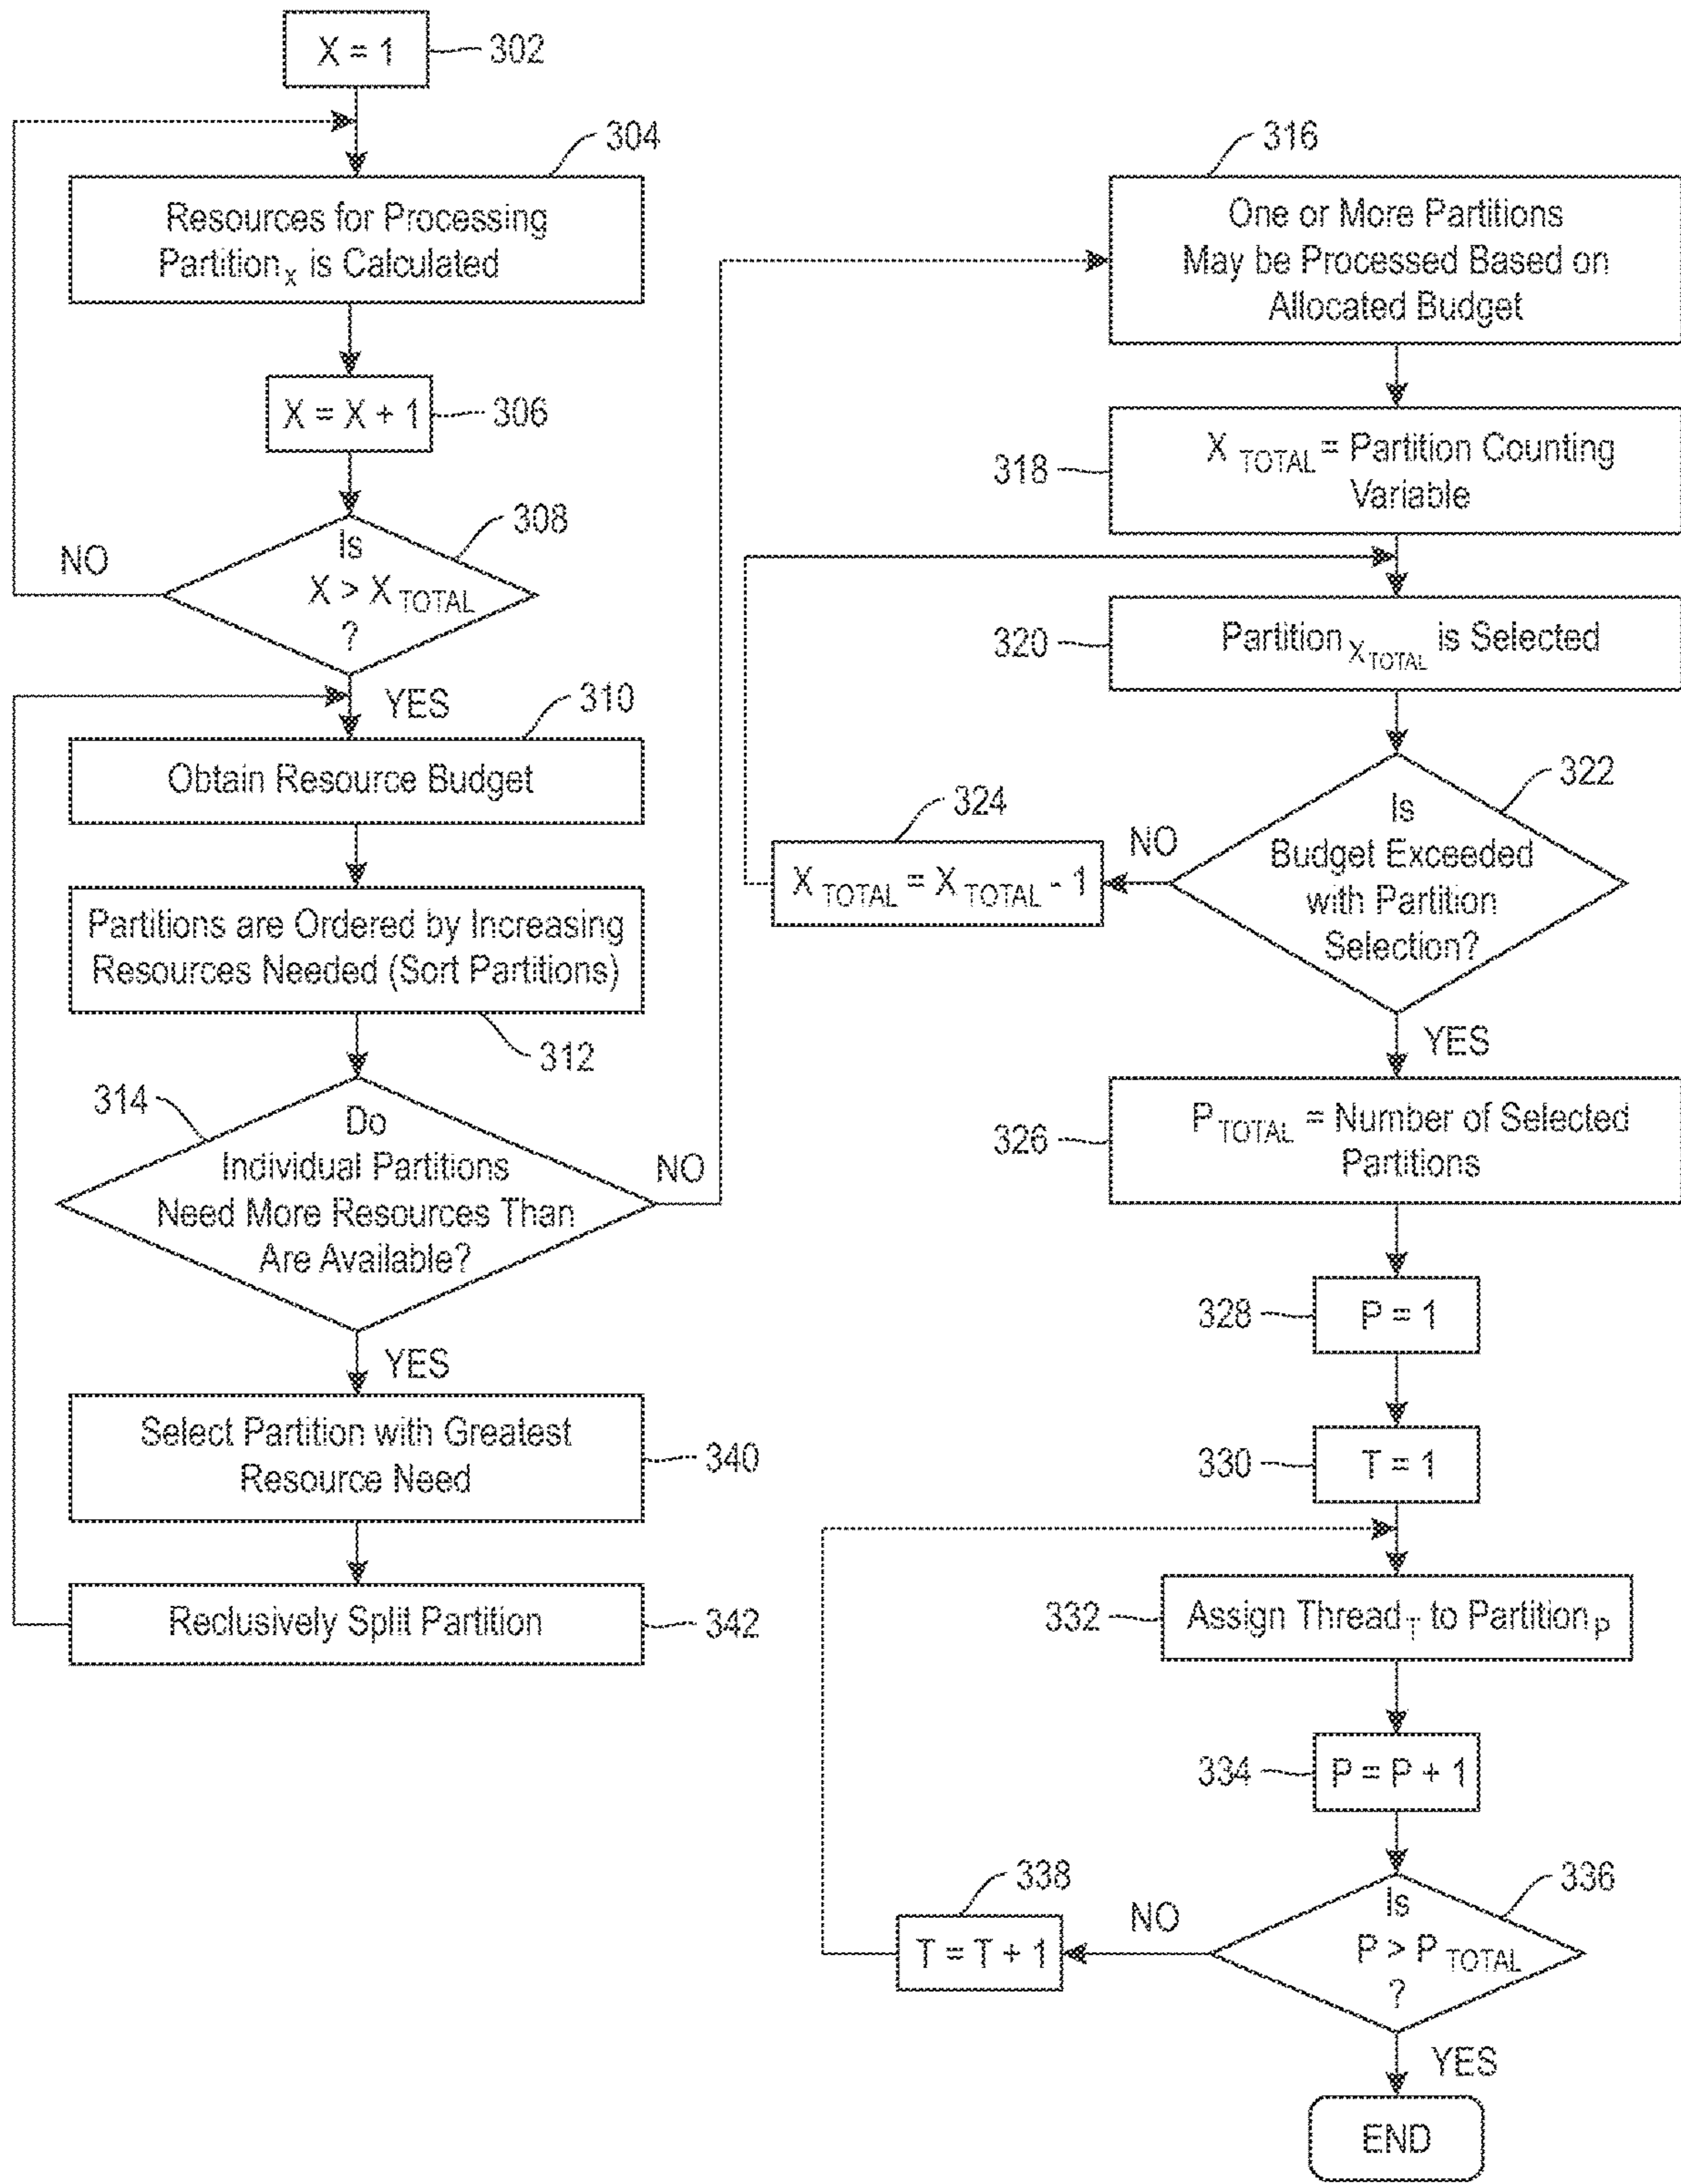 X = 1
302
304
Resources for Processing
Partition X is Calculated
X = X + 1
306
308
Is
X > X TOTAL
?
NO
YES
310
Obtain Resource Budget
Partitions are Ordered by Increasing
Resources Needed (Sort Partitions)
312
314
Do
Individual Partitions
Need More Resources Than
Are Available?
NO
YES
Select Partition with Greatest
Resource Need
340
Reclusively Split Partition
342
316
One or More Partitions
May be Processed Based on
Allocated Budget
318
X TOTAL = Partition Counting
Variable
320
Partition X TOTAL is Selected
322
Is
Budget Exceeded
with Partition
Selection?
NO
324
X TOTAL = X TOTAL - 1
YES
326
P TOTAL = Number of Selected
Partitions
328
P = 1
330
T = 1
332
Assign Thread T to Partition P
334
P = P + 1
336
Is
P > P TOTAL
?
NO
338
T = T + 1
YES
END